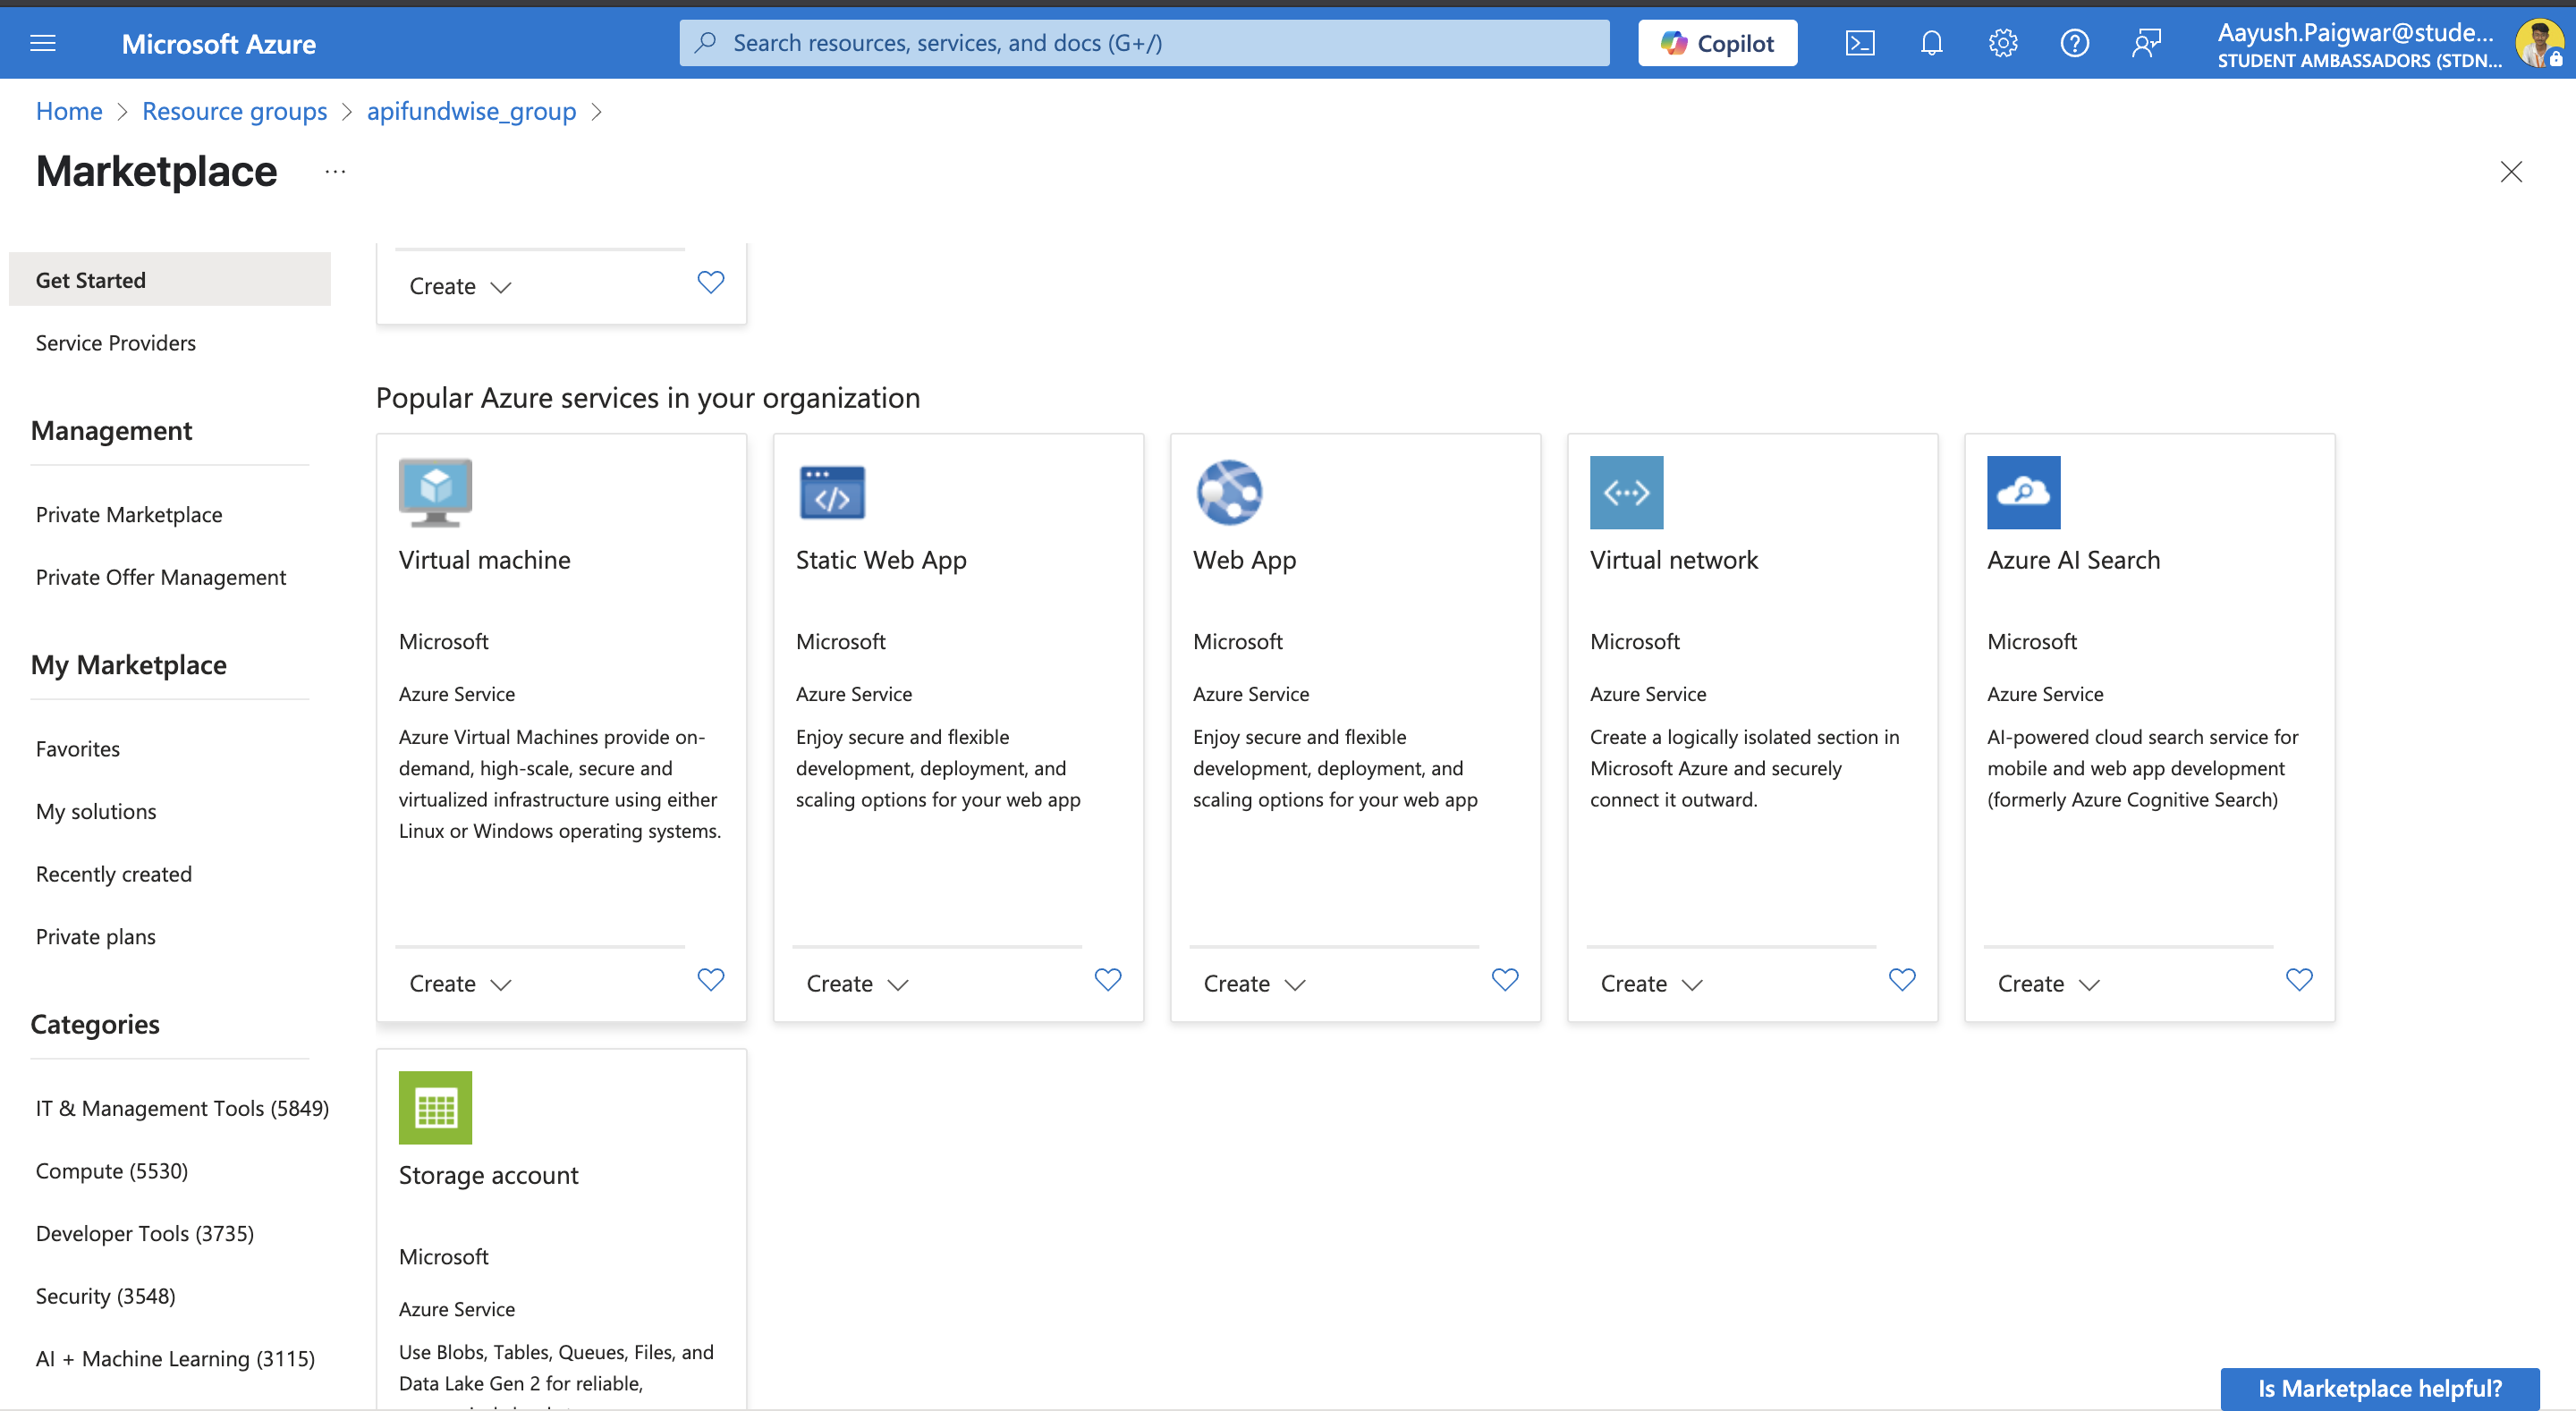 Microsoft Azure
Search resources, services, and docs (G+/)
Copilot
Aayush.Paigwar@stude...
STUDENT AMBASSADORS (STDN...
Home
Resource groups
apifundwise_group
Marketplace
...
Get Started
Service Providers
Management
Private Marketplace
Private Offer Management
My Marketplace
Favorites
My solutions
Recently created
Private plans
Categories
IT & Management Tools (5849)
Compute (5530)
Developer Tools (3735)
Security (3548)
AI + Machine Learning (3115)
Create
Popular Azure services in your organization
Virtual machine
Microsoft
Azure Service
Azure Virtual Machines provide on-
demand, high-scale, secure and
virtualized infrastructure using either
Linux or Windows operating systems.
Create
Static Web App
Microsoft
Azure Service
Enjoy secure and flexible
development, deployment, and
scaling options for your web app
Create
Web App
Microsoft
Azure Service
Enjoy secure and flexible
development, deployment, and
scaling options for your web app
Create
Virtual network
Microsoft
Azure Service
Create a logically isolated section in
Microsoft Azure and securely
connect it outward.
Create
Azure AI Search
Microsoft
Azure Service
AI-powered cloud search service for
mobile and web app development
(formerly Azure Cognitive Search)
Create
Storage account
Microsoft
Azure Service
Use Blobs, Tables, Queues, Files, and
Data Lake Gen 2 for reliable,
Is Marketplace helpful?